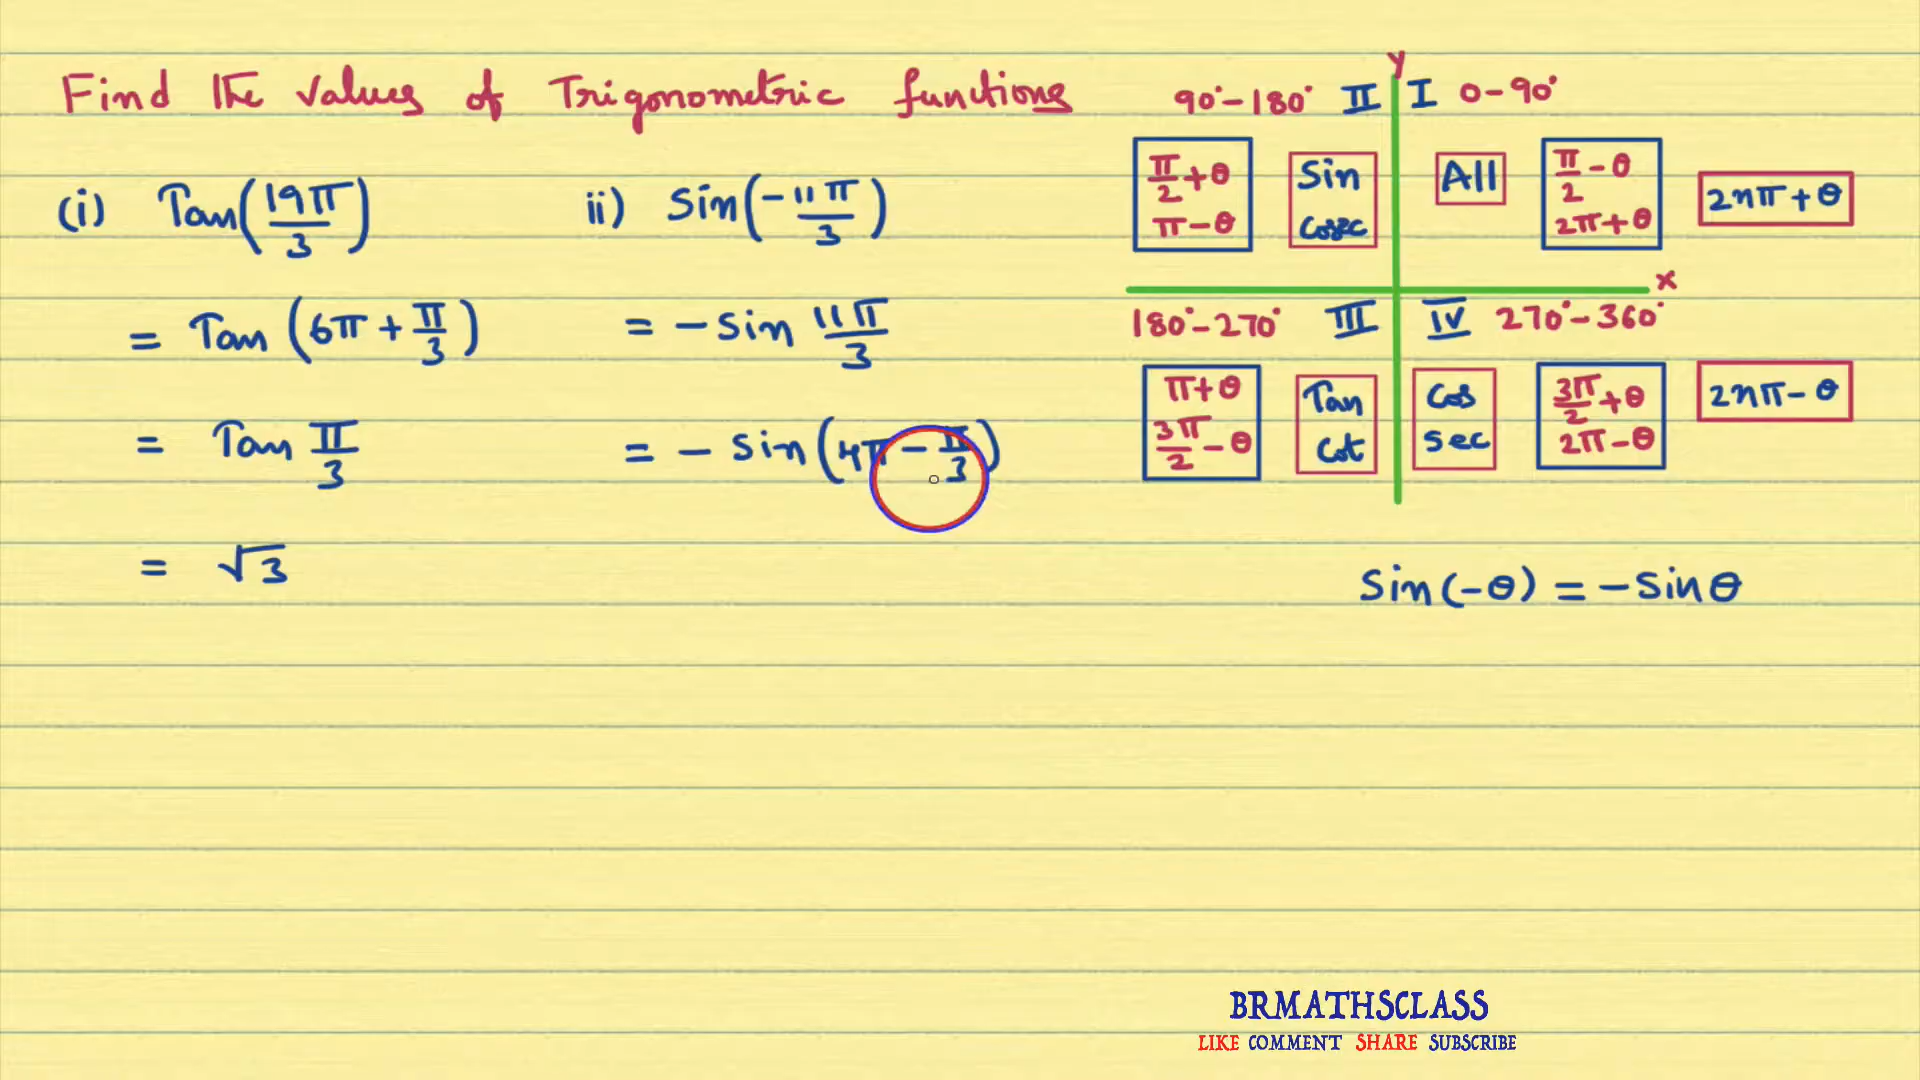 Find the values of Trigonometric functions
(i) Tan(19π/3)
= Tan (6π + π/3)
= Tan π/3
= √3
ii) Sin(-11π/3)
= - Sin 11π/3
= - Sin (4π - π/3)
y
90°-180° II
I 0-90°
π/2 + θ
π - θ
Sin
Cosec
All
π/2 - θ
2π + θ
2nπ + θ
x
180°-270° III
IV 270°-360°
π + θ
3π/2 - θ
Tan
Cot
Cos
Sec
3π/2 + θ
2π - θ
2nπ - θ
Sin(-θ) = -Sinθ
BRMATHSCLASS
LIKE COMMENT SHARE SUBSCRIBE